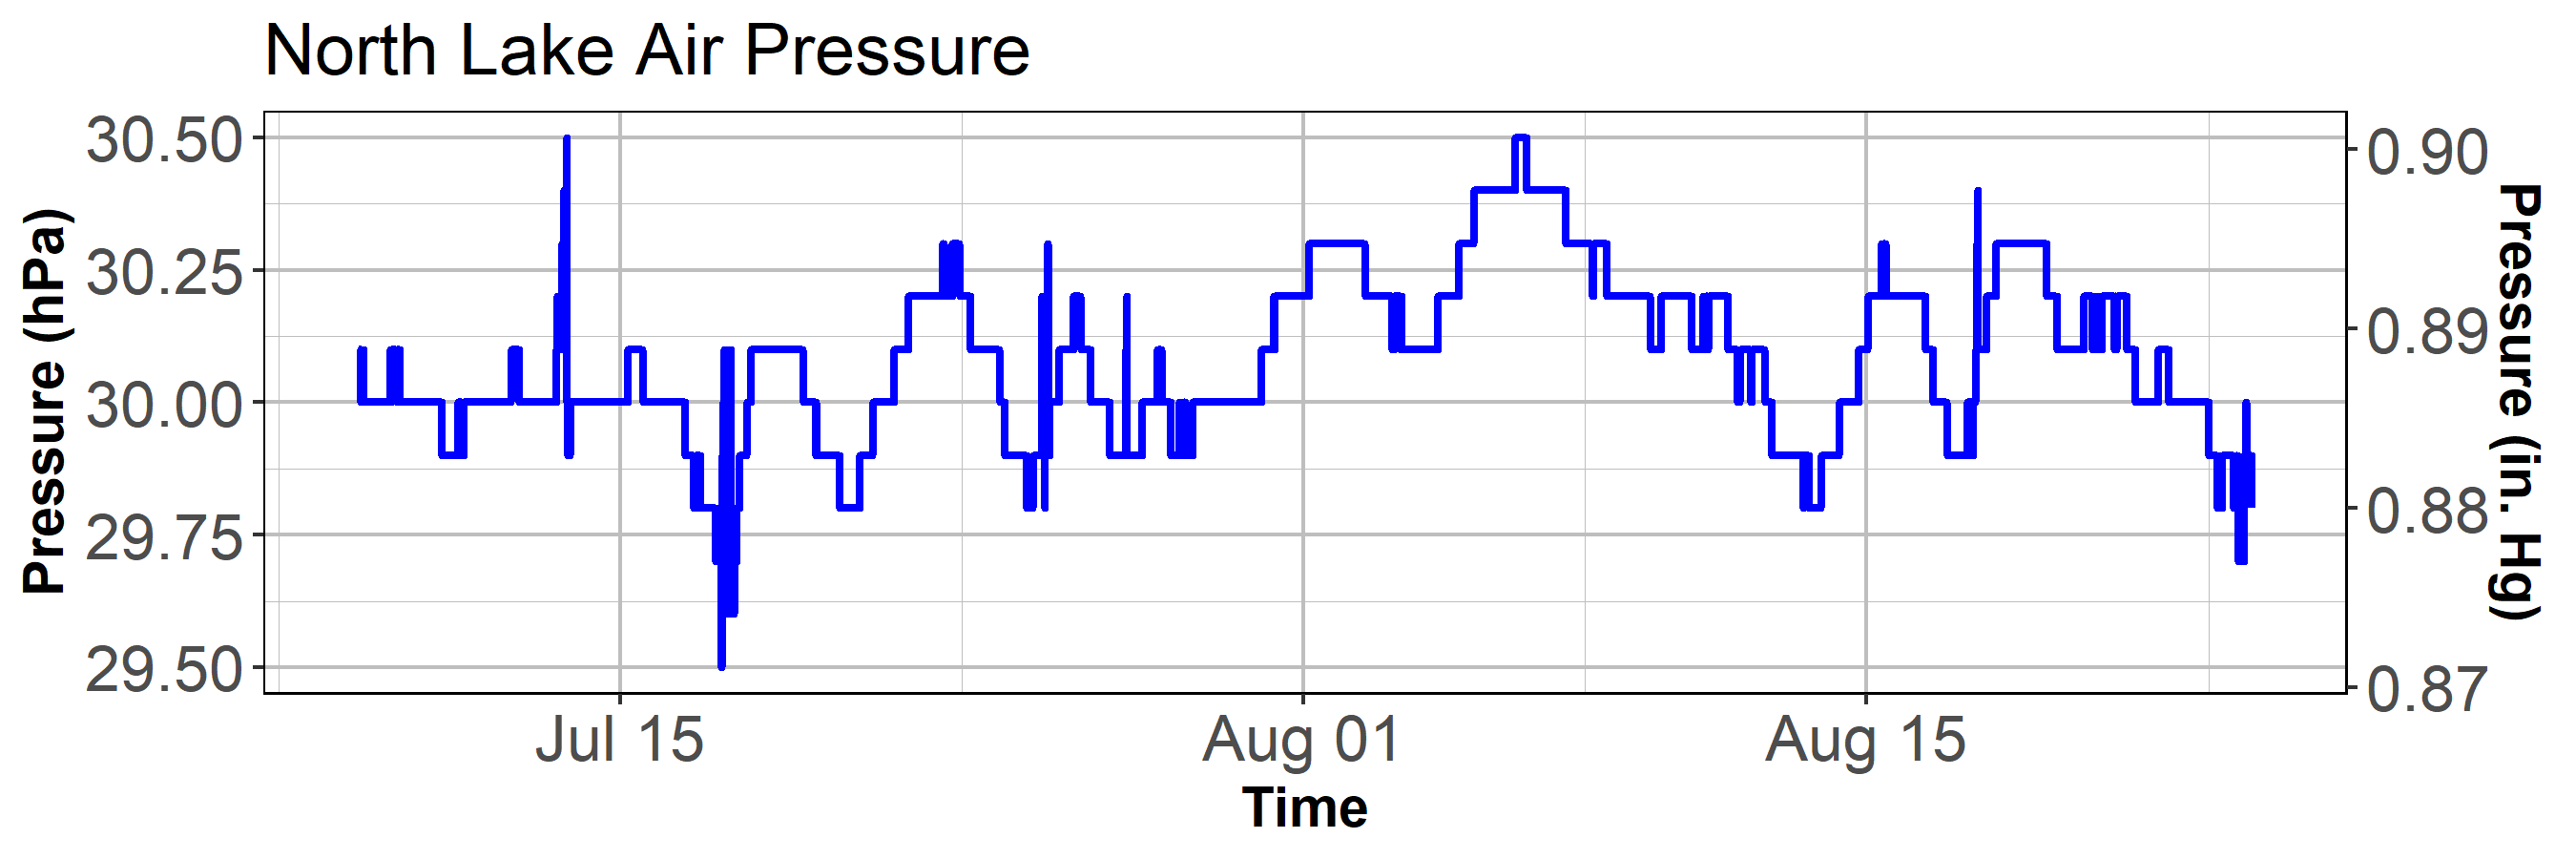 North Lake Air Pressure
Pressure (hPa)
30.50
30.25
30.00
29.75
29.50
0.90
0.89
0.88
0.87
Pressure (in. Hg)
Jul 15
Aug 01
Aug 15
Time